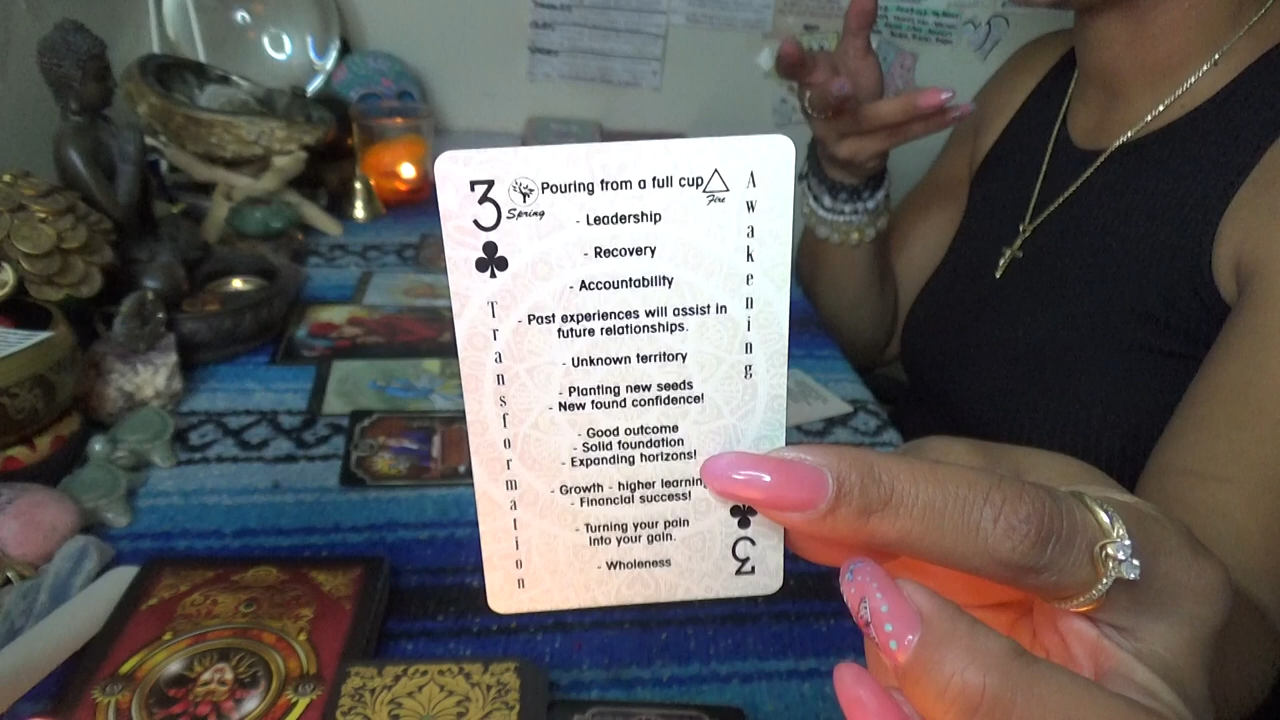 3
Spring
Pouring from a full cup
Fire
- Leadership
- Recovery
- Accountability
- Past experiences will assist in
future relationships.
- Unknown territory
- Planting new seeds
- New found confidence!
- Good outcome
- Solid foundation
- Expanding horizons!
- Growth - higher learning
- Financial success!
- Turning your pain
Into your gain.
- Wholeness
Transformation
Awakening
3